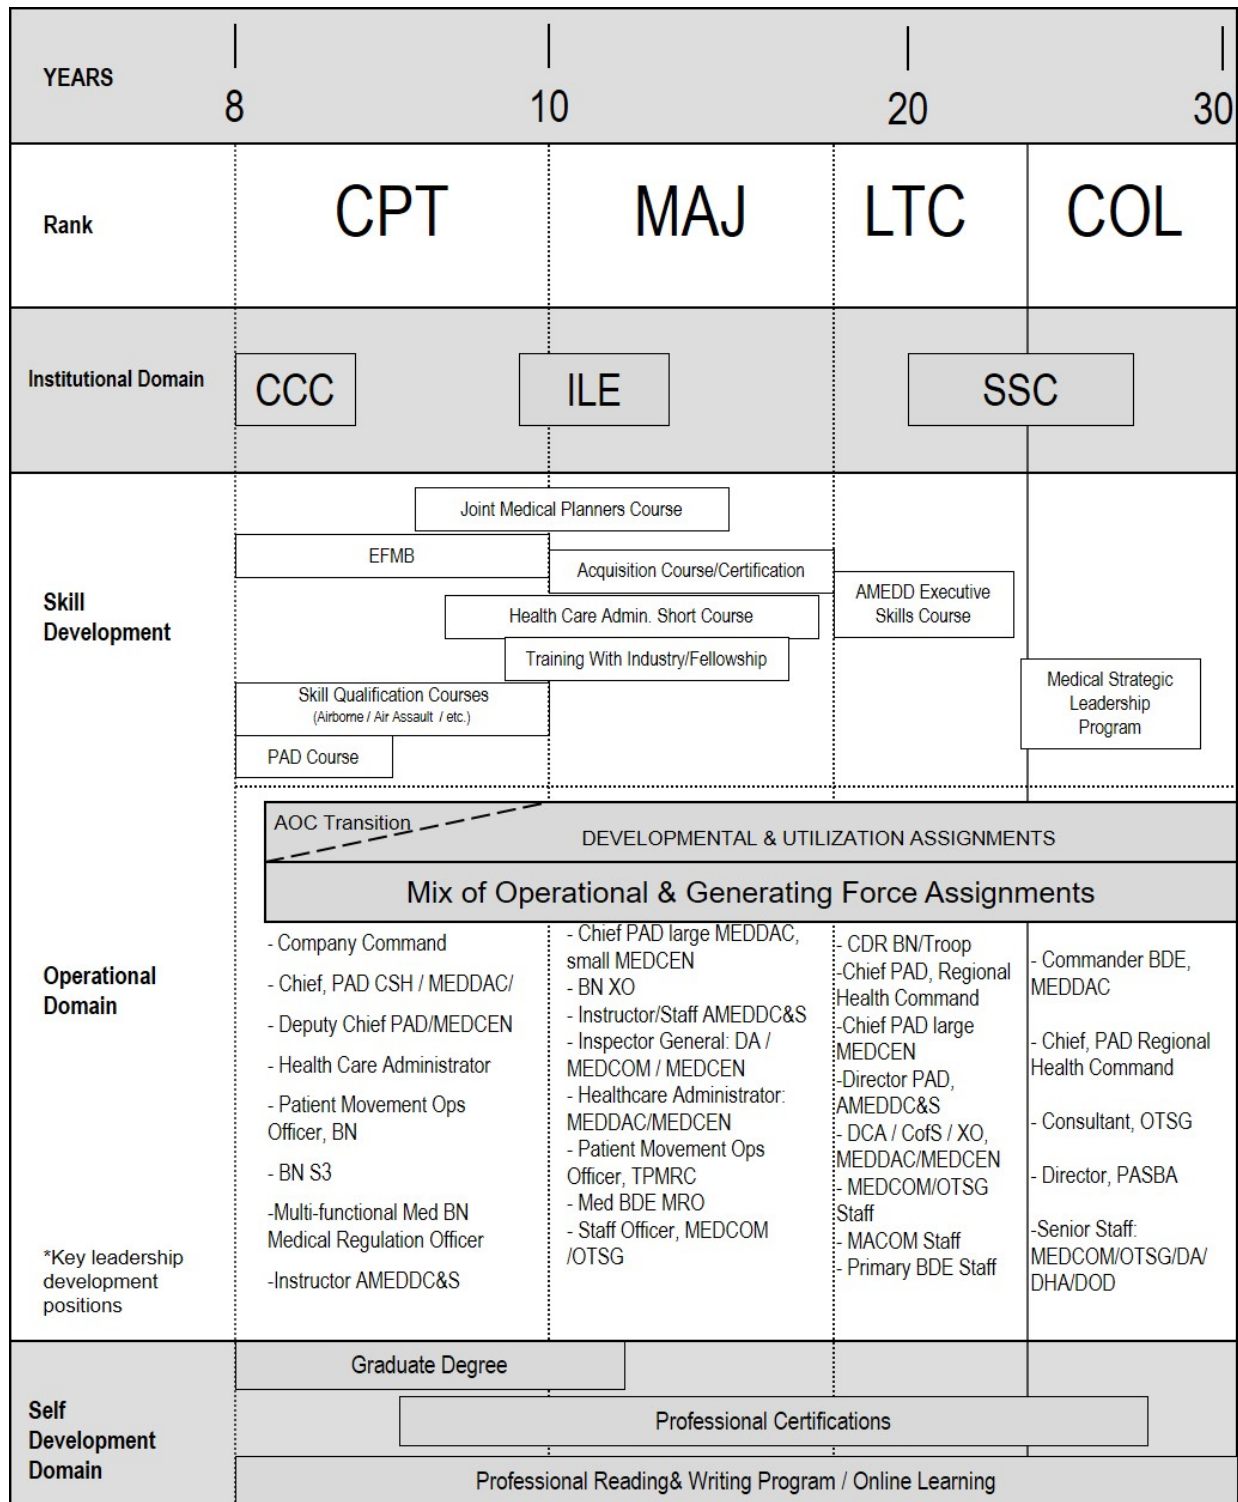 YEARS
8
10
20
30
Rank
CPT
MAJ
LTC
COL
Institutional Domain
CCC
ILE
SSC
Skill
Development
Joint Medical Planners Course
EFMB
Acquisition Course/Certification
AMEDD Executive
Skills Course
Health Care Admin. Short Course
Training With Industry/Fellowship
Medical Strategic
Leadership
Program
Skill Qualification Courses
(Airborne / Air Assault / etc.)
PAD Course
AOC Transition
DEVELOPMENTAL & UTILIZATION ASSIGNMENTS
Mix of Operational & Generating Force Assignments
Operational
Domain
*Key leadership
development
positions
- Company Command
- Chief, PAD CSH / MEDDAC/
- Deputy Chief PAD/MEDCEN
- Health Care Administrator
- Patient Movement Ops
Officer, BN
- BN S3
-Multi-functional Med BN
Medical Regulation Officer
-Instructor AMEDDC&S
- Chief PAD large MEDDAC,
small MEDCEN
- BN XO
- Instructor/Staff AMEDDC&S
- Inspector General: DA /
MEDCOM / MEDCEN
- Healthcare Administrator:
MEDDAC/MEDCEN
- Patient Movement Ops
Officer, TPMRC
- Med BDE MRO
- Staff Officer, MEDCOM
/OTSG
- CDR BN/Troop
-Chief PAD, Regional
Health Command
-Chief PAD large
MEDCEN
-Director PAD,
AMEDDC&S
- DCA / CofS / XO,
MEDDAC/MEDCEN
- MEDCOM/OTSG
Staff
- MACOM Staff
- Primary BDE Staff
- Commander BDE,
MEDDAC
- Chief, PAD Regional
Health Command
- Consultant, OTSG
- Director, PASBA
-Senior Staff:
MEDCOM/OTSG/DA/
DHA/DOD
Self
Development
Domain
Graduate Degree
Professional Certifications
Professional Reading& Writing Program / Online Learning